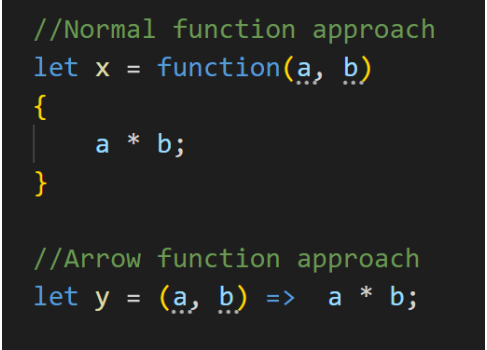 //Normal function approach
let x = function(a, b)
{
    a * b;
}
//Arrow function approach
let y = (a, b) =>  a * b;